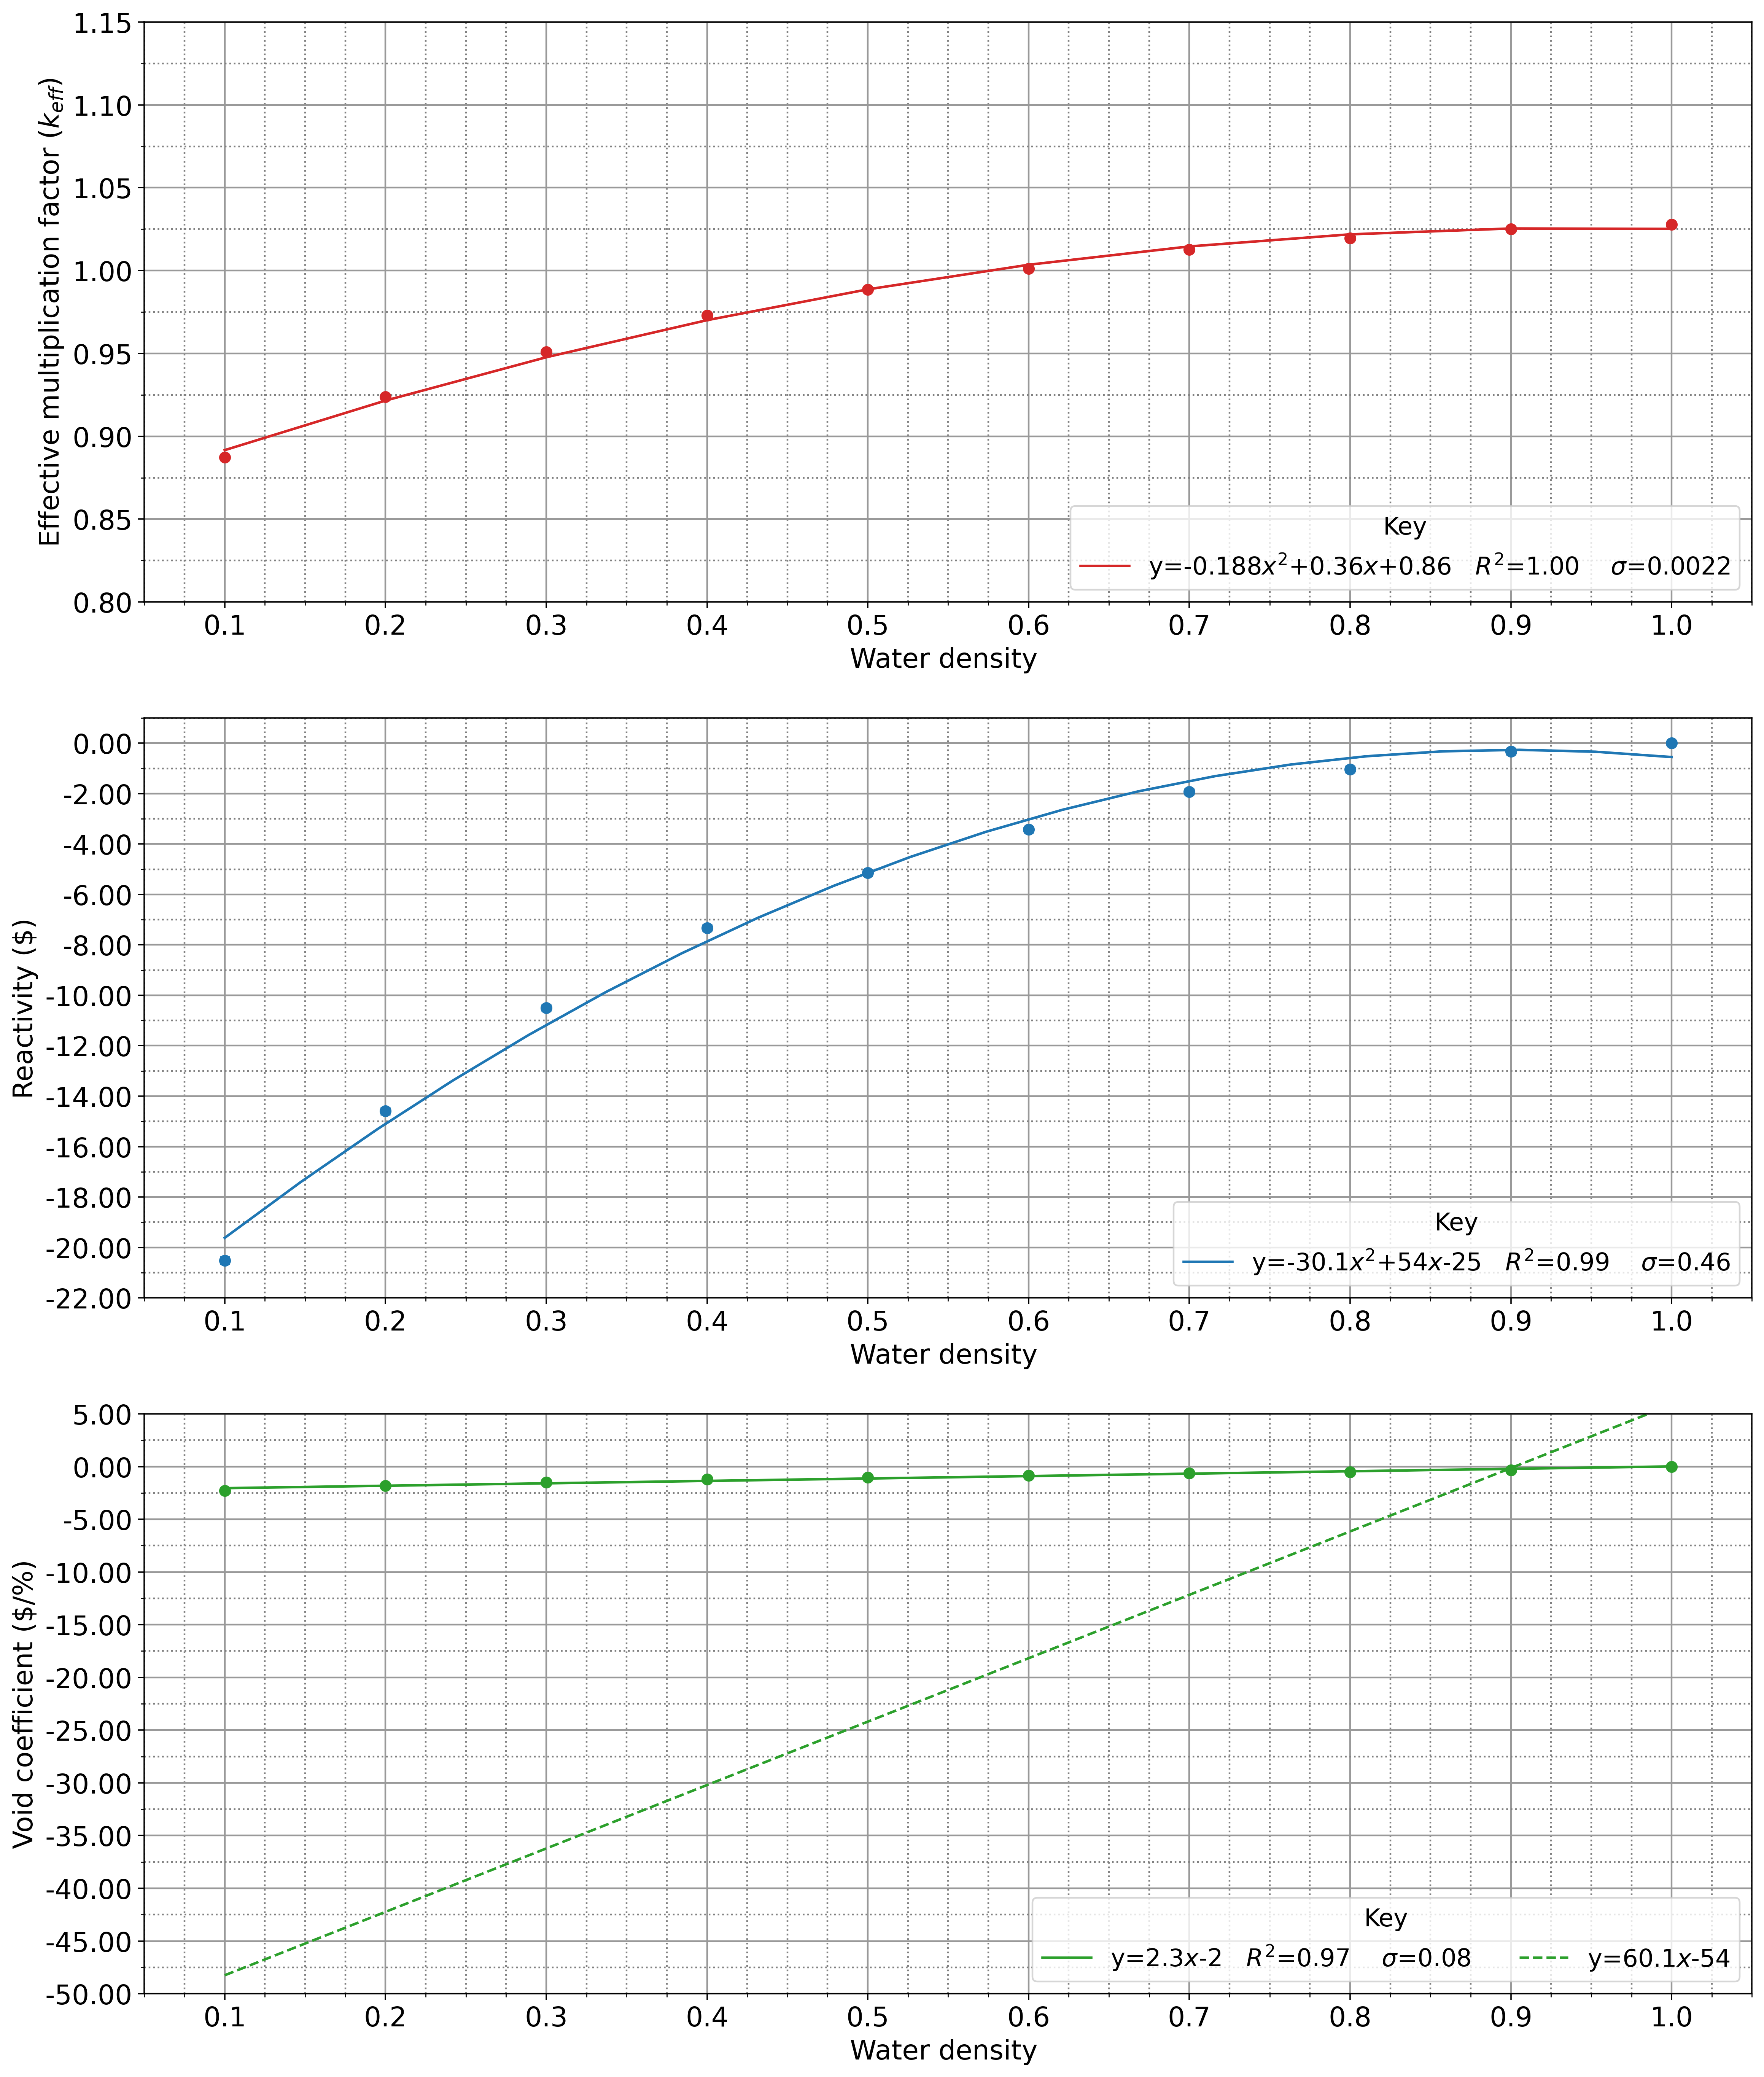 Effective multiplication factor (k_eff)
1.15
1.10
1.05
1.00
0.95
0.90
0.85
0.80
Key
y=-0.188x²+0.36x+0.86 R²=1.00 σ=0.0022
0.1 0.2 0.3 0.4 0.5 0.6 0.7 0.8 0.9 1.0
Water density
Reactivity ($)
0.00
-2.00
-4.00
-6.00
-8.00
-10.00
-12.00
-14.00
-16.00
-18.00
-20.00
-22.00
Key
y=-30.1x²+54x-25 R²=0.99 σ=0.46
0.1 0.2 0.3 0.4 0.5 0.6 0.7 0.8 0.9 1.0
Water density
Void coefficient ($/%)
5.00
0.00
-5.00
-10.00
-15.00
-20.00
-25.00
-30.00
-35.00
-40.00
-45.00
-50.00
Key
y=2.3x-2 R²=0.97 σ=0.08 y=60.1x-54
0.1 0.2 0.3 0.4 0.5 0.6 0.7 0.8 0.9 1.0
Water density